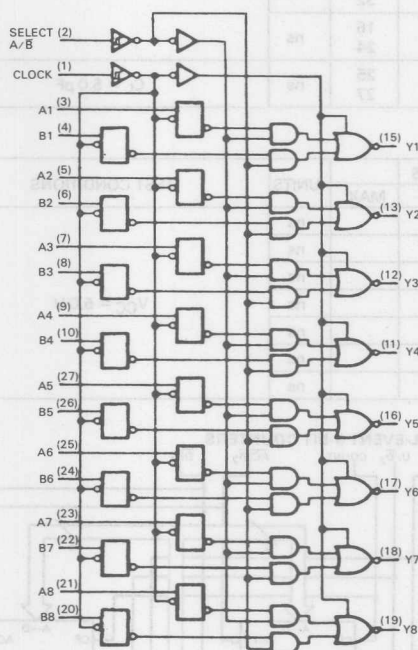 SELECT (2)
A/B̅
CLOCK (1)
A1 (3)
B1 (4)
(15) Y1
A2 (5)
B2 (6)
(13) Y2
A3 (7)
B3 (8)
(12) Y3
A4 (9)
B4 (10)
(11) Y4
A5 (27)
B5 (26)
(16) Y5
A6 (25)
B6 (24)
(17) Y6
A7 (23)
B7 (22)
(18) Y7
A8 (21)
B8 (20)
(19) Y8